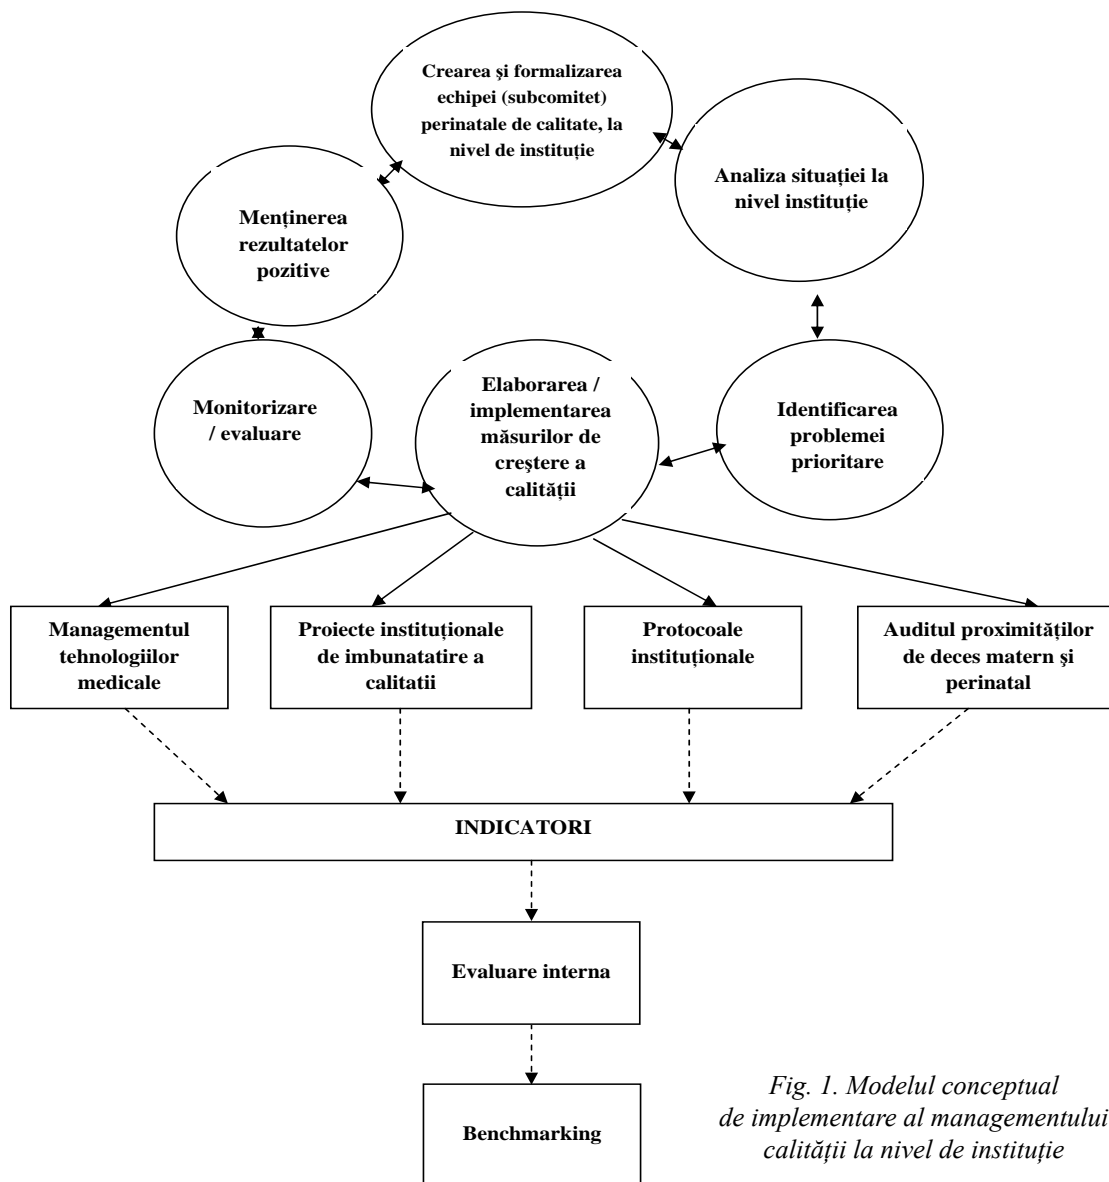 Crearea şi formalizarea
echipei (subcomitet)
perinatale de calitate, la
nivel de instituție
Analiza situației la
nivel instituție
Menținerea
rezultatelor
pozitive
Monitorizare
/ evaluare
Elaborarea /
implementarea
măsurilor de
creştere a
calității
Identificarea
problemei
prioritare
Managementul
tehnologiilor
medicale
Proiecte instituționale
de imbunatatire a
calitatii
Protocoale
instituționale
Auditul proximităților
de deces matern şi
perinatal
INDICATORI
Evaluare interna
Benchmarking
Fig. 1. Modelul conceptual
de implementare al managementului
calității la nivel de instituție